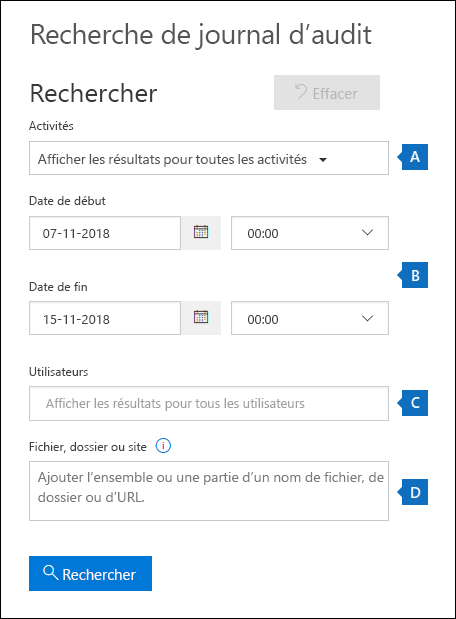 Recherche de journal d’audit
Rechercher
Effacer
Activités
Afficher les résultats pour toutes les activités
A
Date de début
07-11-2018
00:00
B
Date de fin
15-11-2018
00:00
Utilisateurs
Afficher les résultats pour tous les utilisateurs
C
Fichier, dossier ou site
Ajouter l’ensemble ou une partie d’un nom de fichier, de
dossier ou d’URL.
D
Rechercher